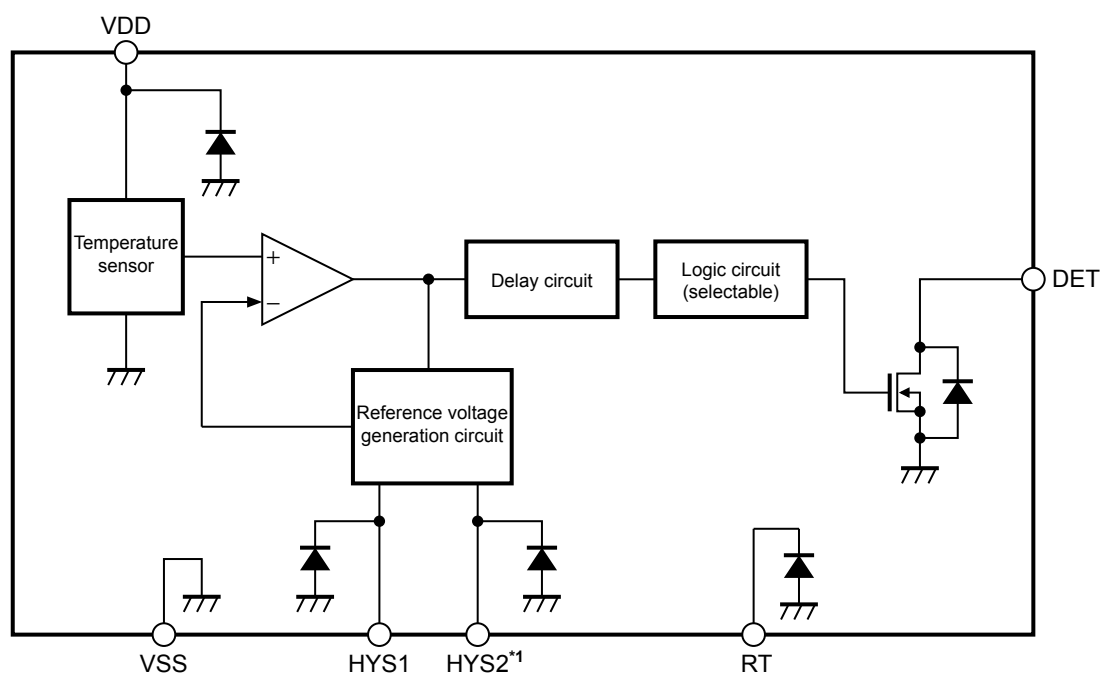 VDD
Temperature
sensor
+
−
Delay circuit
Logic circuit
(selectable)
DET
Reference voltage
generation circuit
VSS
HYS1
HYS2*1
RT